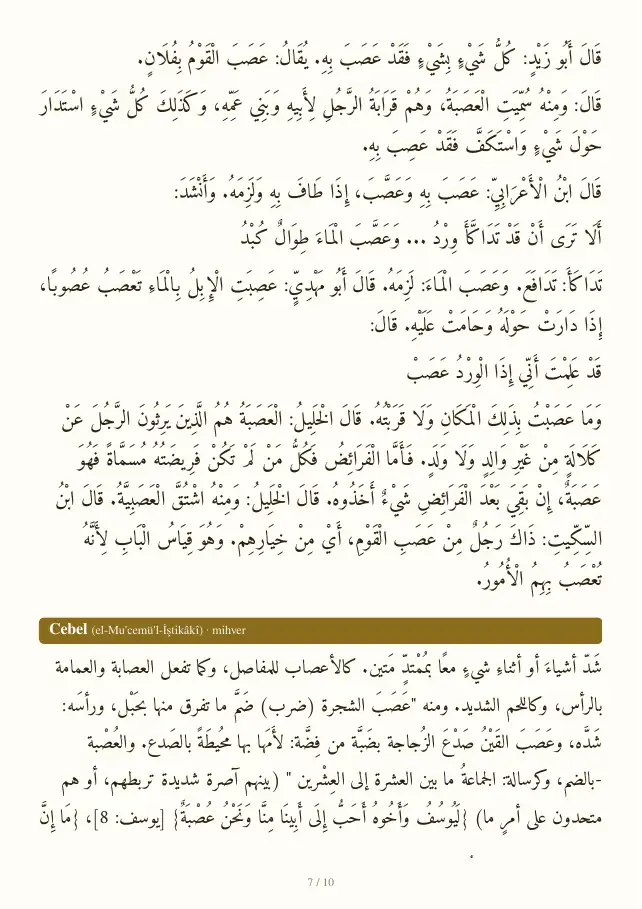 قَالَ أَبُو زَيْدٍ: كُلُّ شَيْءٍ بِشَيْءٍ فَقَدْ عَصَبَ بِهِ. يُقَالُ: عَصَبَ الْقَوْمُ بِفُلَانٍ.
قَالَ: وَمِنْهُ سُمِّيَتِ الْعَصَبَةُ، وَهُمْ قَرَابَةُ الرَّجُلِ لِأَبِيهِ وَبَنِي عَمِّهِ، وَكَذَلِكَ كُلُّ شَيْءٍ اسْتَدَارَ
حَوْلَ شَيْءٍ وَاسْتَكَفَّ فَقَدْ عَصِبَ بِهِ.
قَالَ ابْنُ الْأَعْرَابِيِّ: عَصَبَ بِهِ وَعَصَّبَ، إِذَا طَافَ بِهِ وَلَزِمَهُ. وَأَنْشَدَ:
أَلَا تَرَى أَنْ قَدْ تَدَاكَّأَ وِرْدُ ... وَعَصَّبَ الْمَاءَ طِوَالٌ كُبْدُ
تَدَاكَأَ: تَدَافَعَ. وَعَصَبَ الْمَاءَ: لَزِمَهُ. قَالَ أَبُو مَهْدِيٍّ: عَصِبَتِ الْإِبِلُ بِالْمَاءِ تَعْصَبُ عُصُوبًا،
إِذَا دَارَتْ حَوْلَهُ وَحَامَتْ عَلَيْهِ. قَالَ:
قَدْ عَلِمْتَ أَنِّي إِذَا الْوِرْدُ عَصَبْ
وَمَا عَصَبْتُ بِذَلِكَ الْمَكَانِ وَلَا قَرَبْتُهُ. قَالَ الْخَلِيلُ: الْعَصَبَةُ هُمُ الَّذِينَ يَرِثُونَ الرَّجُلَ عَنْ
كَلَالَةٍ مِنْ غَيْرِ وَالِدٍ وَلَا وَلَدٍ. فَأَمَّا الْفَرَائِضُ فَكُلُّ مَنْ لَمْ تَكُنْ فَرِيضَتُهُ مُسَمَّاةً فَهُوَ
عَصَبَةٌ، إِنْ بَقِيَ بَعْدَ الْفَرَائِضِ شَيْءٌ أَخَذُوهُ. قَالَ الْخَلِيلُ: وَمِنْهُ اشْتُقَّ الْعَصَبِيَّةُ. قَالَ ابْنُ
السِّكِّيتِ: ذَاكَ رَجُلٌ مِنْ عَصَبِ الْقَوْمِ، أَيْ مِنْ خِيَارِهِمْ. وَهُوَ قِيَاسُ الْبَابِ لِأَنَّهُ
تُعْصَبُ بِهِمُ الْأُمُورُ.
Cebel (el-Mu'cemü'l-İştikâkî) · mihver
شَدّ أشياءَ أو أثناءِ شيءٍ معًا بمُمْتدٍّ مَتين. كالأعصاب للمفاصل، وكما تفعل العصابة والعمامة
بالرأس، وكاللحم الشديد. ومنه "عَصَبَ الشجرة (ضرب) ضَمَّ ما تفرق منها بحَبْل، ورأسَه:
شَدَّه، وعَصَبَ القَيْنُ صَدْعَ الزُجاجة بضَبَّة من فِضَّة: لأَمَها بها مُحيَطَةً بالصدع. والعُصْبة
-بالضم، وكرسالة: الجماعةُ ما بين العشرة إلى العِشْرين " (بينهم آصرة شديدة تربطهم، أو هم
متحدون على أمرٍ ما) {لَيُوسُفُ وَأَخُوهُ أَحَبُّ إِلَى أَبِينَا مِنَّا وَنَحْنُ عُصْبَةٌ} [يوسف: 8]، {مَا إِنَّ
7 / 10